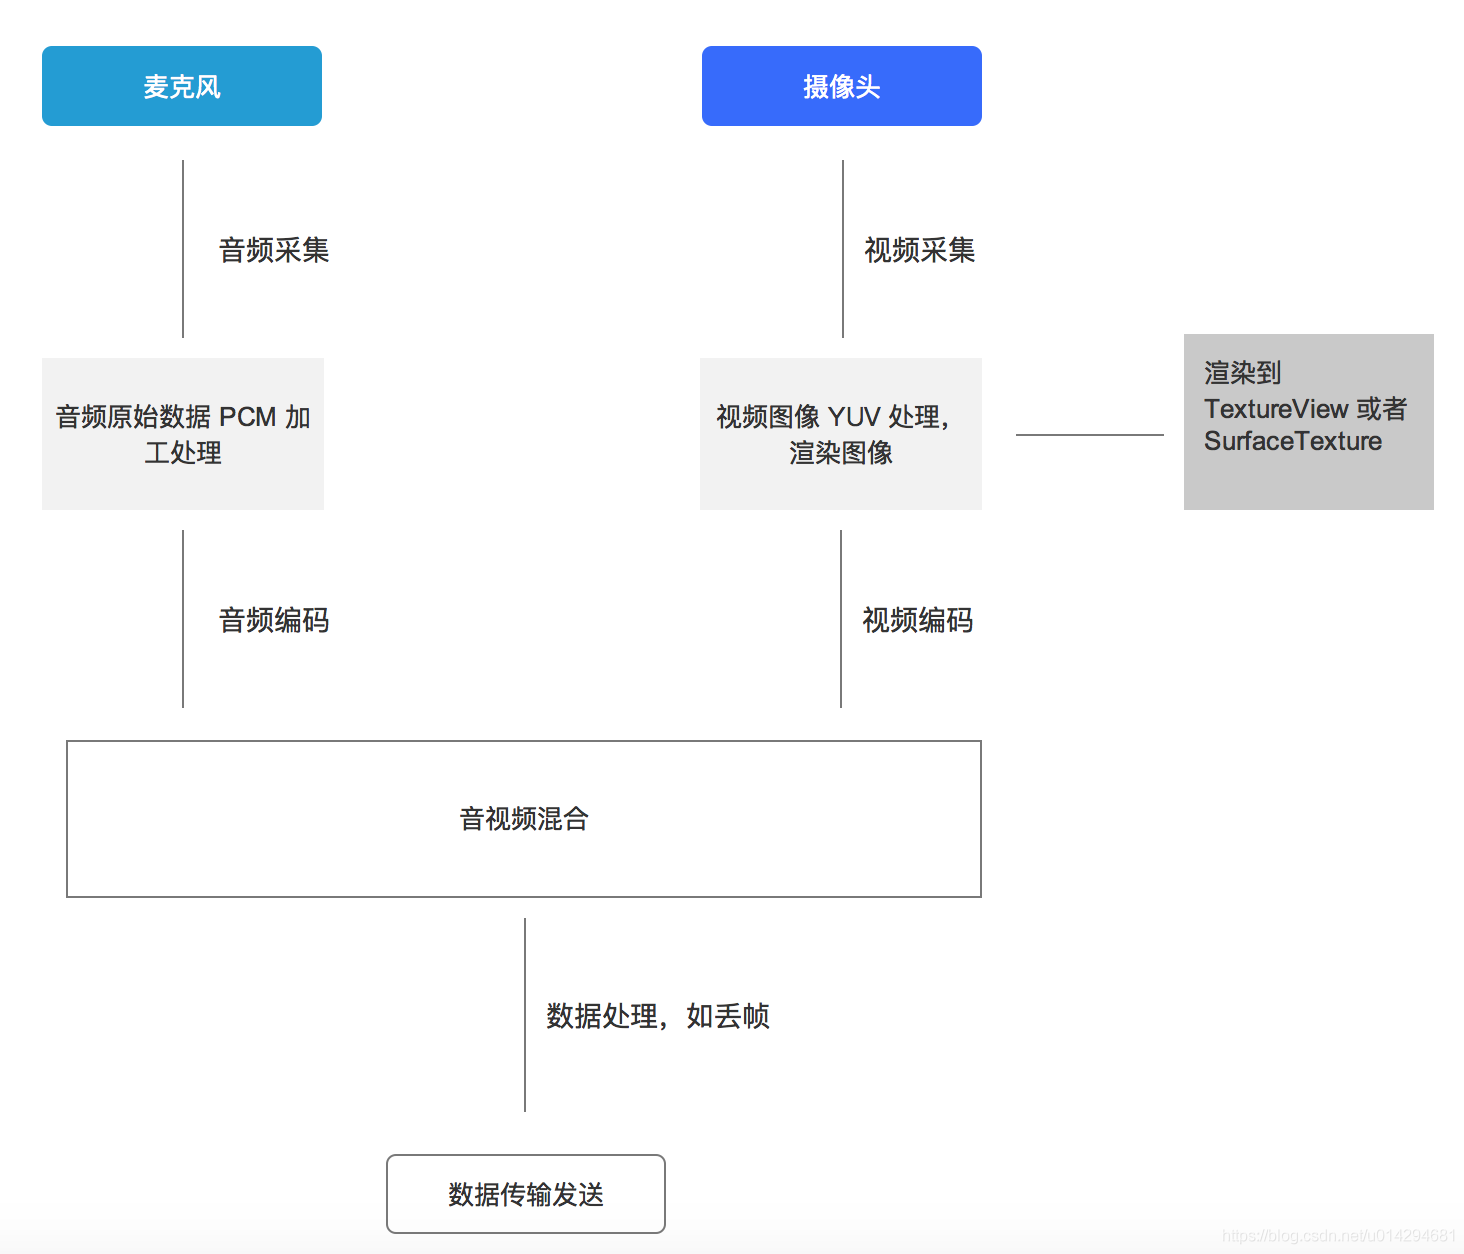 麦克风
摄像头
音频采集
视频采集
音频原始数据 PCM 加
工处理
视频图像 YUV 处理，
渲染图像
渲染到
TextureView 或者
SurfaceTexture
音频编码
视频编码
音视频混合
数据处理，如丢帧
数据传输发送
https://blog.csdn.net/u014294681